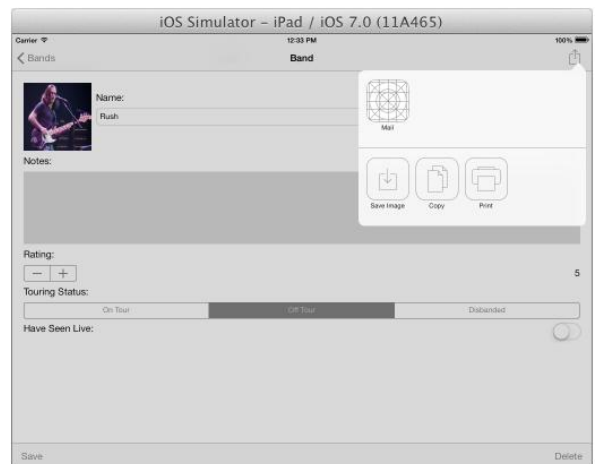 iOS Simulator – iPad / iOS 7.0 (11A465)
Carrier 12:33 PM 100%
Bands Band
Name:
Rush
Mail
Notes:
Save Image Copy Print
Rating:
− + 5
Touring Status:
On Tour Off Tour Disbanded
Have Seen Live:
Save Delete